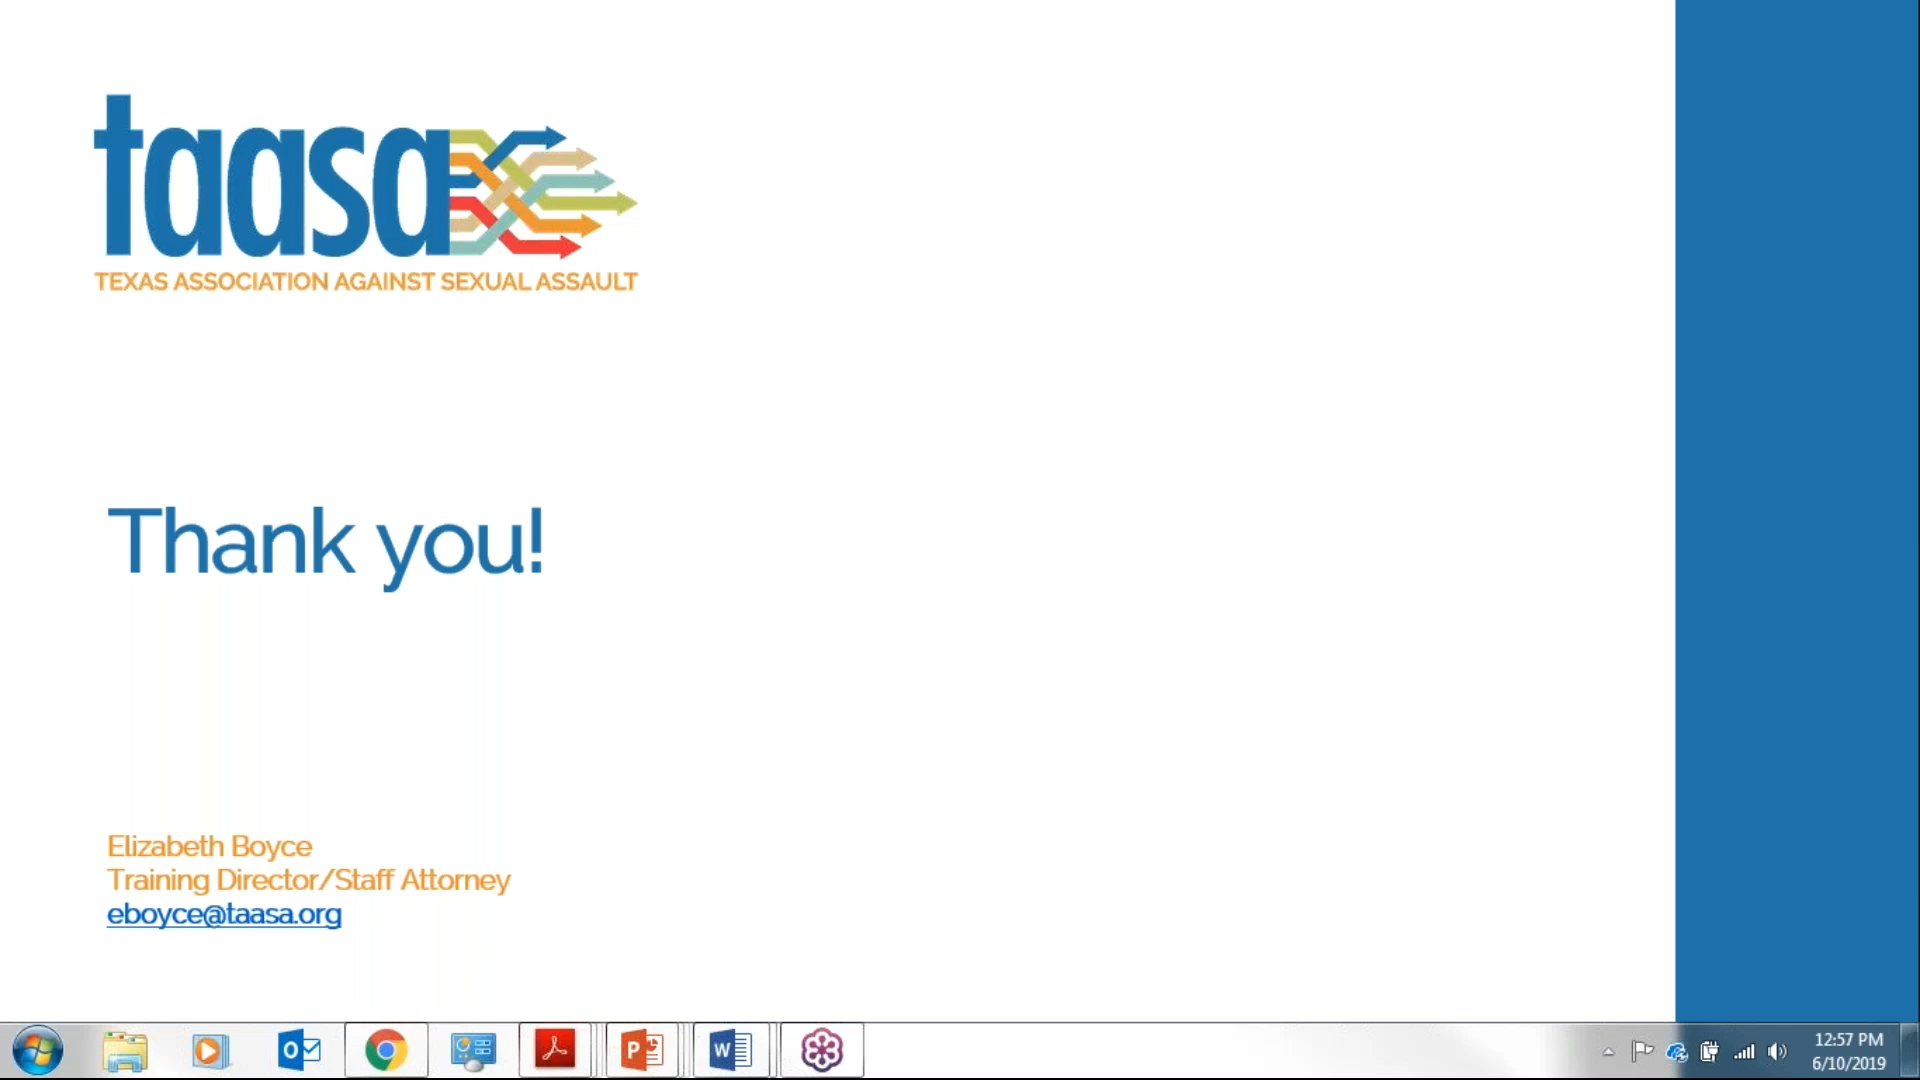 taasa
TEXAS ASSOCIATION AGAINST SEXUAL ASSAULT
Thank you!
Elizabeth Boyce
Training Director/Staff Attorney
eboyce@taasa.org
12:57 PM
6/10/2019